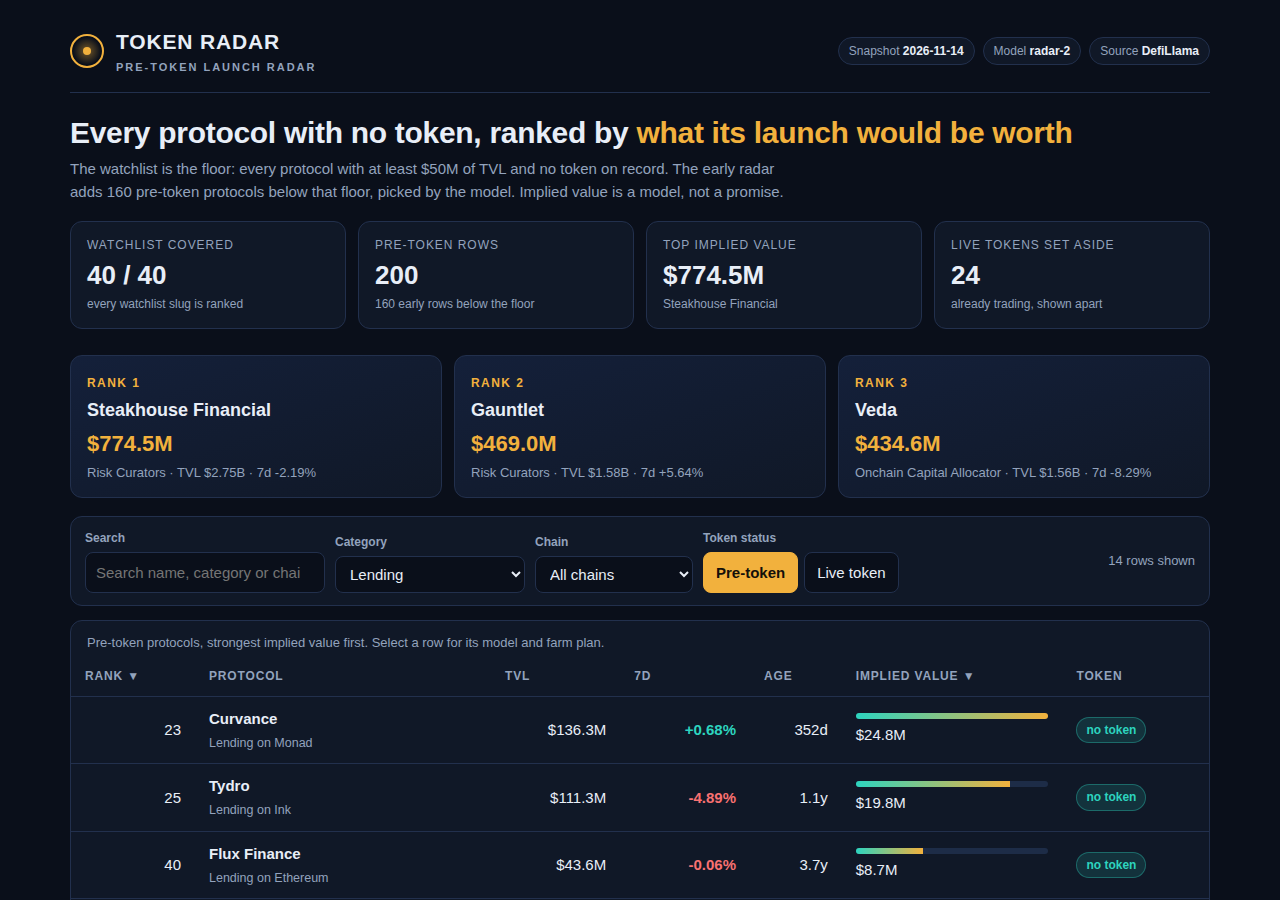 TOKEN RADAR
PRE-TOKEN LAUNCH RADAR
Snapshot 2026-11-14
Model radar-2
Source DefiLlama
Every protocol with no token, ranked by what its launch would be worth
The watchlist is the floor: every protocol with at least $50M of TVL and no token on record. The early radar
adds 160 pre-token protocols below that floor, picked by the model. Implied value is a model, not a promise.
WATCHLIST COVERED
40 / 40
every watchlist slug is ranked
PRE-TOKEN ROWS
200
160 early rows below the floor
TOP IMPLIED VALUE
$774.5M
Steakhouse Financial
LIVE TOKENS SET ASIDE
24
already trading, shown apart
RANK 1
Steakhouse Financial
$774.5M
Risk Curators · TVL $2.75B · 7d -2.19%
RANK 2
Gauntlet
$469.0M
Risk Curators · TVL $1.58B · 7d +5.64%
RANK 3
Veda
$434.6M
Onchain Capital Allocator · TVL $1.56B · 7d -8.29%
Search
Search name, category or chai
Category
Lending
Chain
All chains
Token status
Pre-token
Live token
14 rows shown
Pre-token protocols, strongest implied value first. Select a row for its model and farm plan.
RANK ▼ PROTOCOL TVL 7D AGE IMPLIED VALUE ▼ TOKEN
23 Curvance $136.3M +0.68% 352d $24.8M no token
Lending on Monad
25 Tydro $111.3M -4.89% 1.1y $19.8M no token
Lending on Ink
40 Flux Finance $43.6M -0.06% 3.7y $8.7M no token
Lending on Ethereum